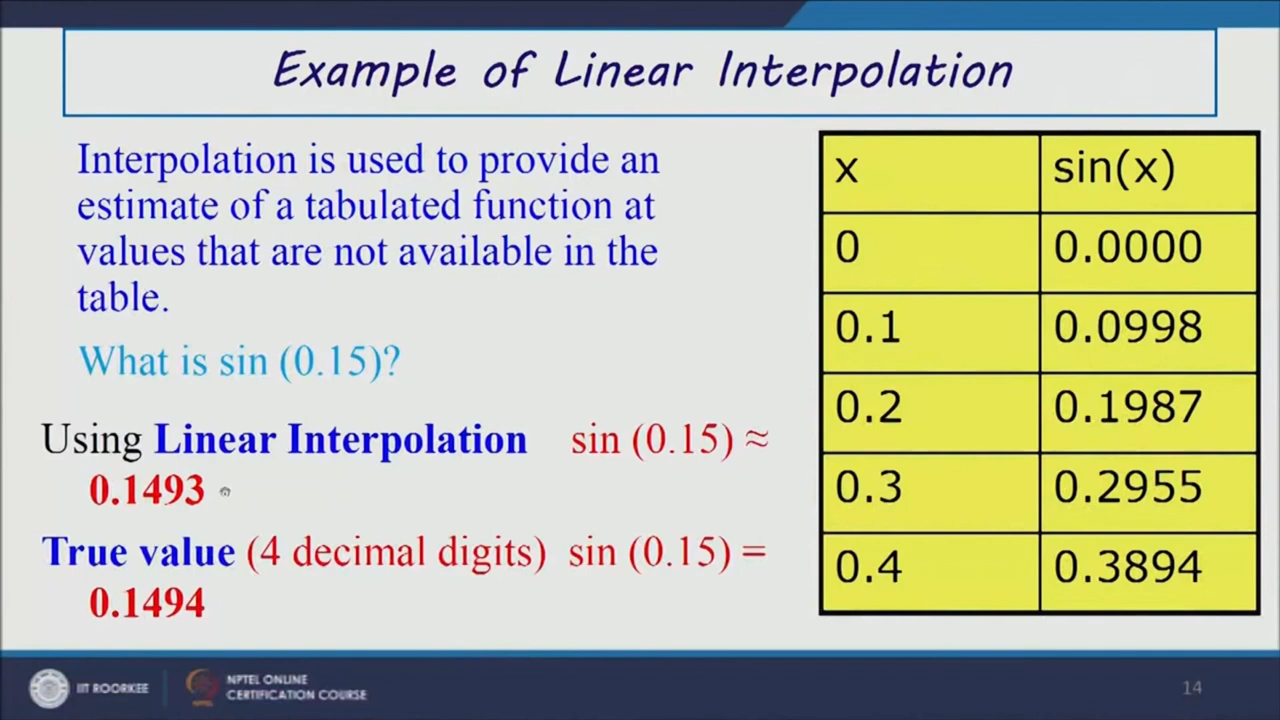 Example of Linear Interpolation
Interpolation is used to provide an
estimate of a tabulated function at
values that are not available in the
table.
What is sin (0.15)?
Using Linear Interpolation sin (0.15) ≈
0.1493
True value (4 decimal digits) sin (0.15) =
0.1494
x sin(x)
0 0.0000
0.1 0.0998
0.2 0.1987
0.3 0.2955
0.4 0.3894
IIT ROORKEE
NPTEL ONLINE
CERTIFICATION COURSE
14